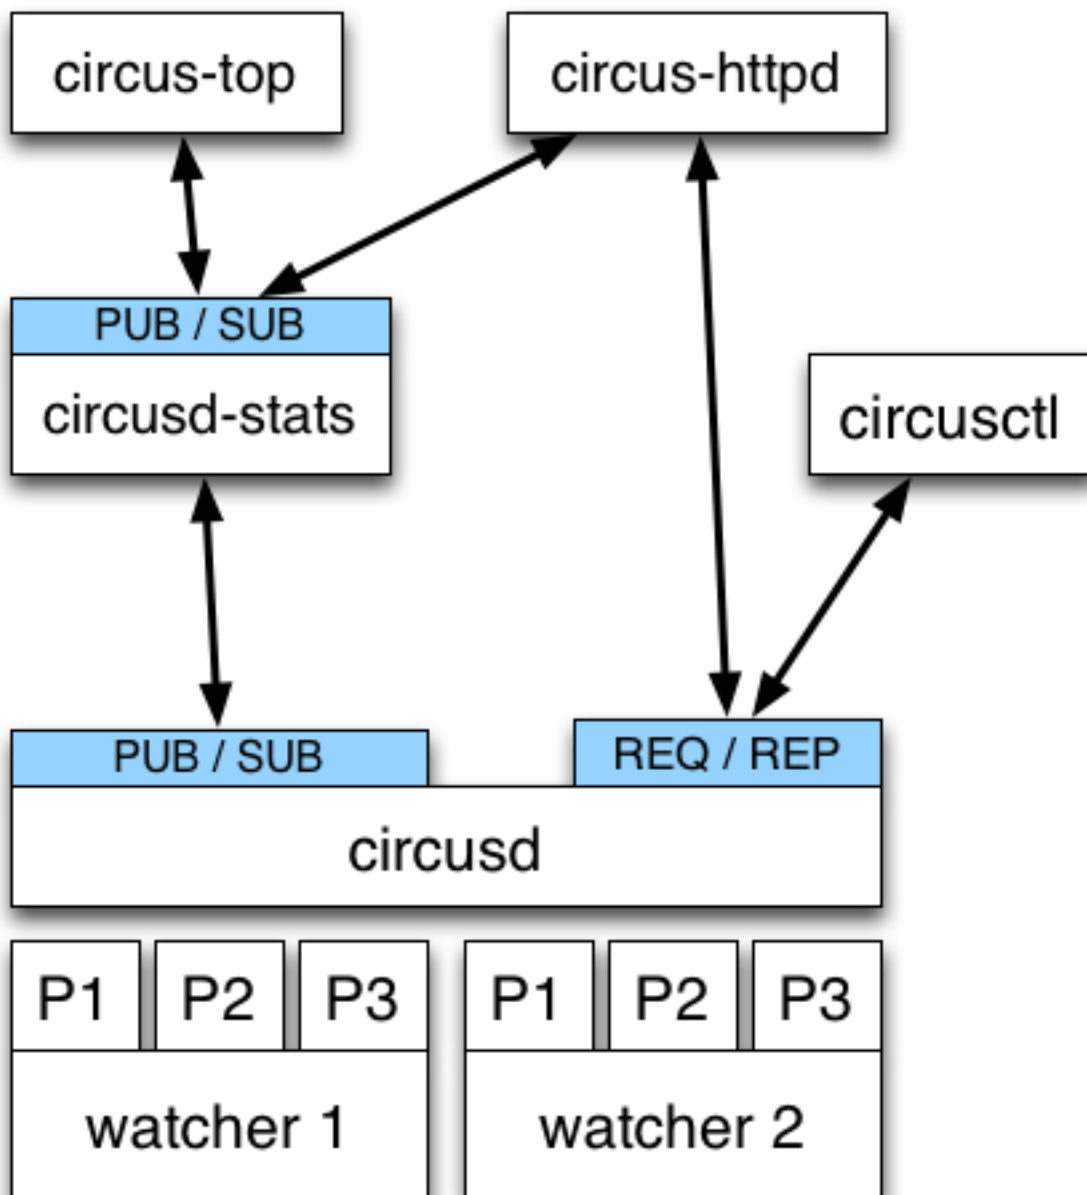 circus-top
circus-httpd
PUB / SUB
circusd-stats
circusctl
PUB / SUB
REQ / REP
circusd
P1 P2 P3 P1 P2 P3
watcher 1 watcher 2